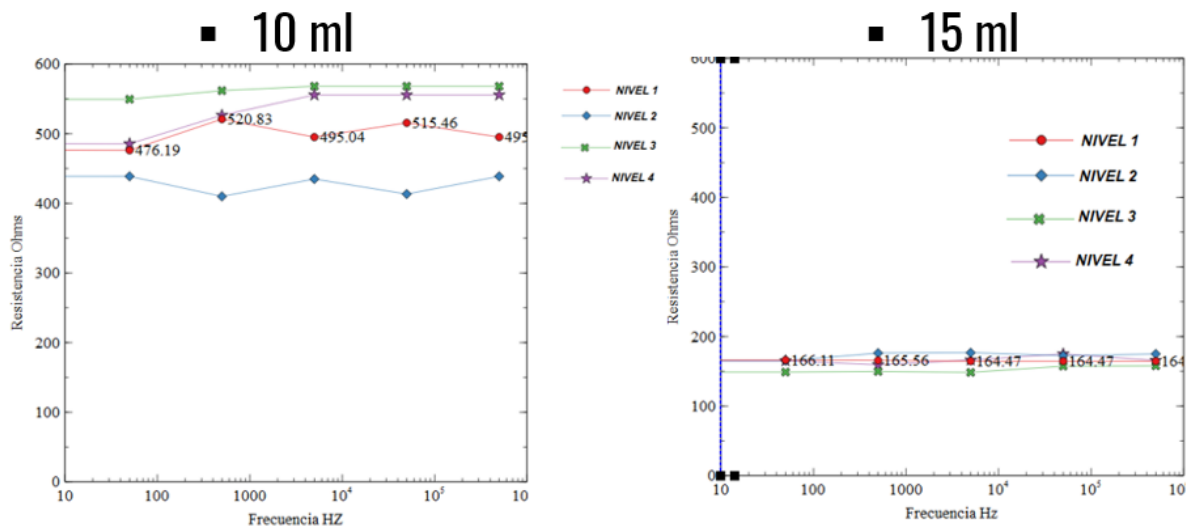 ▪ 10 ml
600
500
400
300
200
100
0
Resistencia Ohms
476.19
520.83
495.04
515.46
495
10
100
1000
10⁴
10⁵
10
Frecuencia HZ
NIVEL 1
NIVEL 2
NIVEL 3
NIVEL 4
▪ 15 ml
600
500
400
300
200
100
0
Resistencia Ohms
NIVEL 1
NIVEL 2
NIVEL 3
NIVEL 4
166.11
165.56
164.47
164.47
164
10
100
1000
10⁴
10⁵
10
Frecuencia Hz